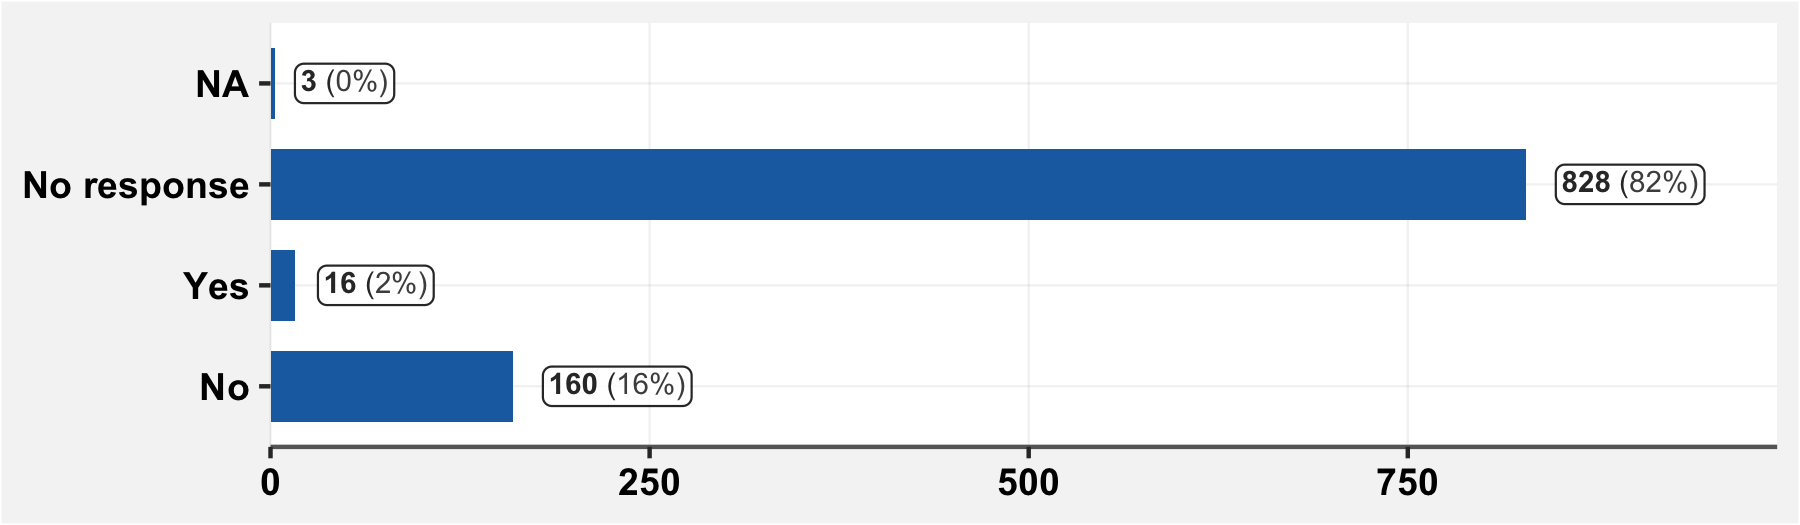 NA 3 (0%)
No response 828 (82%)
Yes 16 (2%)
No 160 (16%)
0 250 500 750